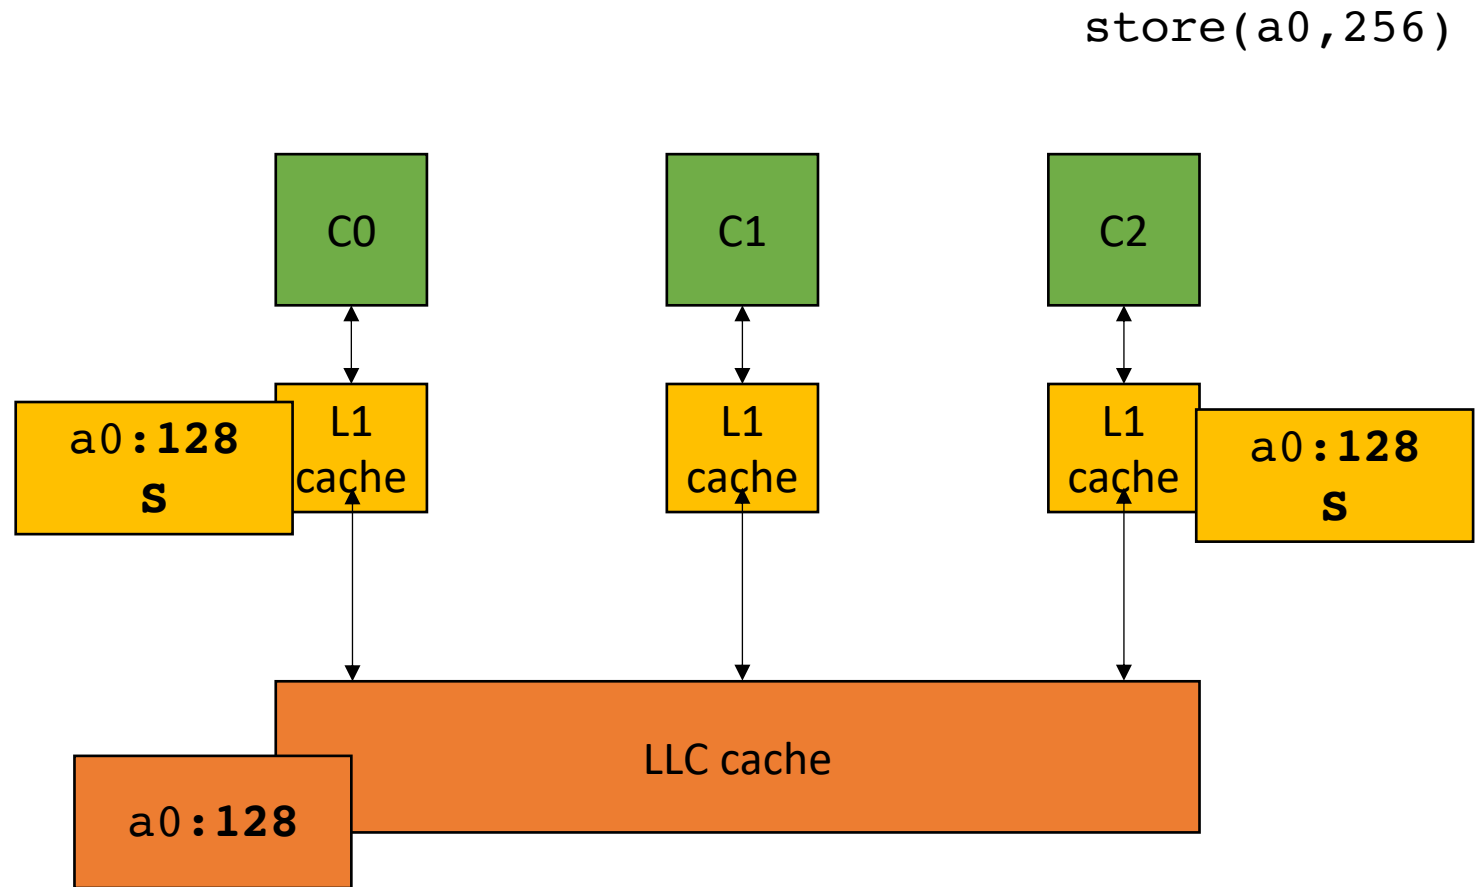 store(a0,256)
C0
C1
C2
a0:128
S
L1
cache
L1
cache
L1
cache
a0:128
S
LLC cache
a0:128